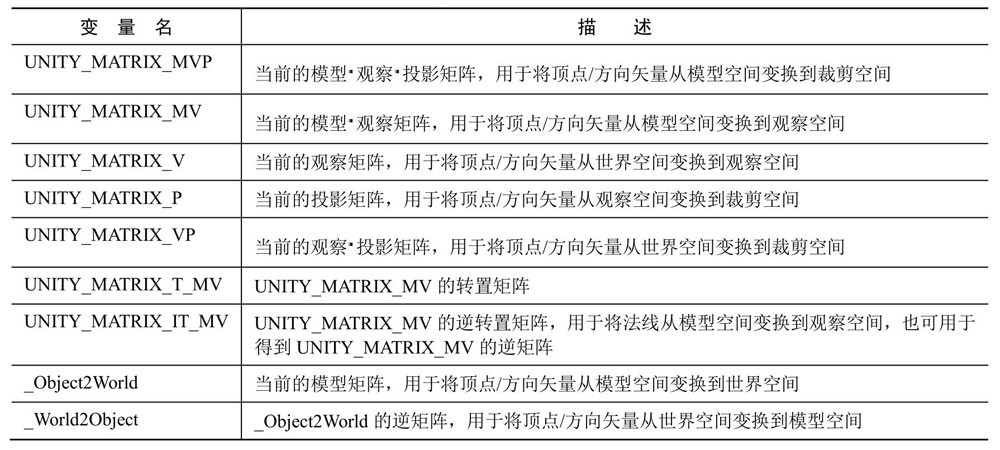 变 量 名 描 述
UNITY_MATRIX_MVP 当前的模型·观察·投影矩阵，用于将顶点/方向矢量从模型空间变换到裁剪空间
UNITY_MATRIX_MV 当前的模型·观察矩阵，用于将顶点/方向矢量从模型空间变换到观察空间
UNITY_MATRIX_V 当前的观察矩阵，用于将顶点/方向矢量从世界空间变换到观察空间
UNITY_MATRIX_P 当前的投影矩阵，用于将顶点/方向矢量从观察空间变换到裁剪空间
UNITY_MATRIX_VP 当前的观察·投影矩阵，用于将顶点/方向矢量从世界空间变换到裁剪空间
UNITY_MATRIX_T_MV UNITY_MATRIX_MV 的转置矩阵
UNITY_MATRIX_IT_MV UNITY_MATRIX_MV 的逆转置矩阵，用于将法线从模型空间变换到观察空间，也可用于
得到 UNITY_MATRIX_MV 的逆矩阵
_Object2World 当前的模型矩阵，用于将顶点/方向矢量从模型空间变换到世界空间
_World2Object _Object2World 的逆矩阵，用于将顶点/方向矢量从世界空间变换到模型空间